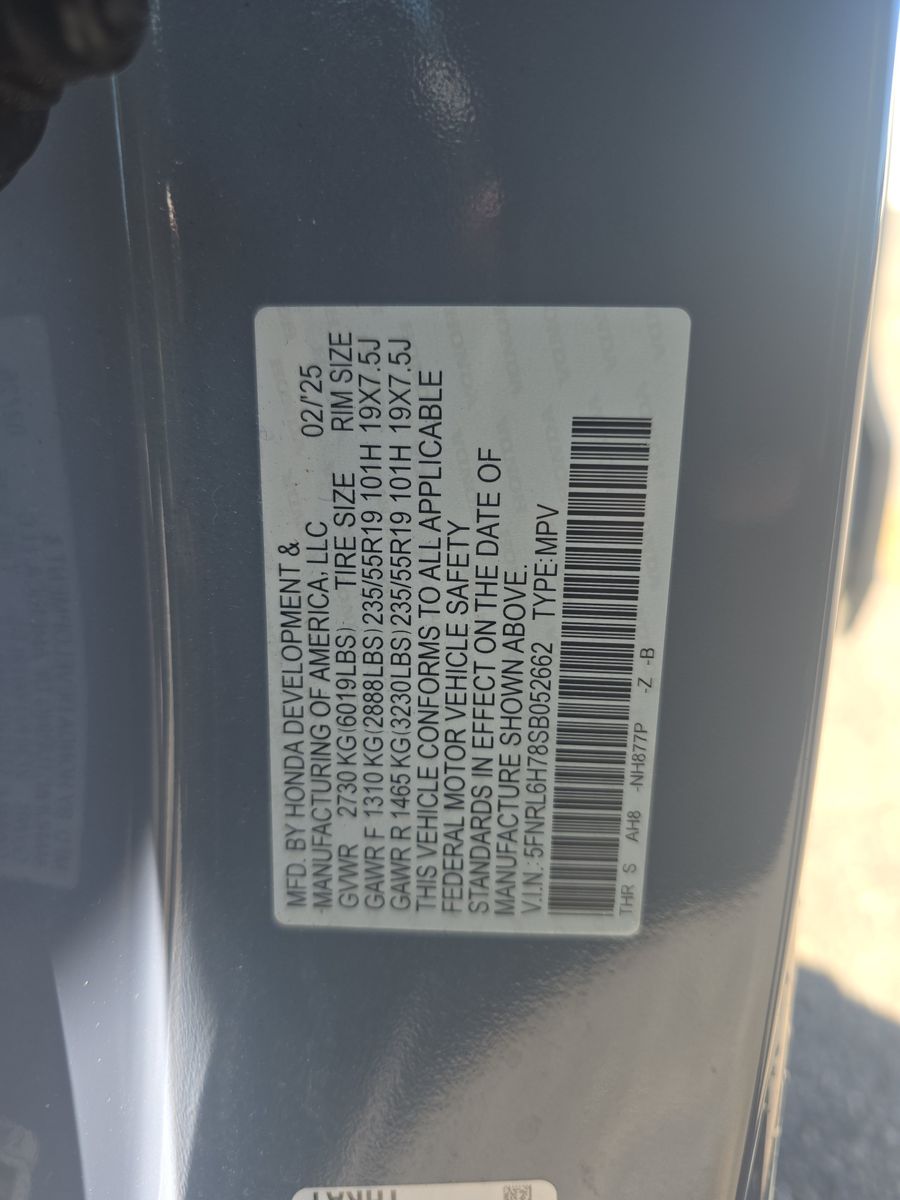 MFD. BY HONDA DEVELOPMENT &
MANUFACTURING OF AMERICA, LLC 02/'25
GVWR 2730 KG (6019LBS) TIRE SIZE RIM SIZE
GAWR F 1310 KG (2888LBS) 235/55R19 101H 19X7.5J
GAWR R 1465 KG (3230LBS) 235/55R19 101H 19X7.5J
THIS VEHICLE CONFORMS TO ALL APPLICABLE
FEDERAL MOTOR VEHICLE SAFETY
STANDARDS IN EFFECT ON THE DATE OF
MANUFACTURE SHOWN ABOVE.
V.I.N.: 5FNRL6H78SB052662 TYPE:MPV
THR S AH8 -NH877P -Z -B